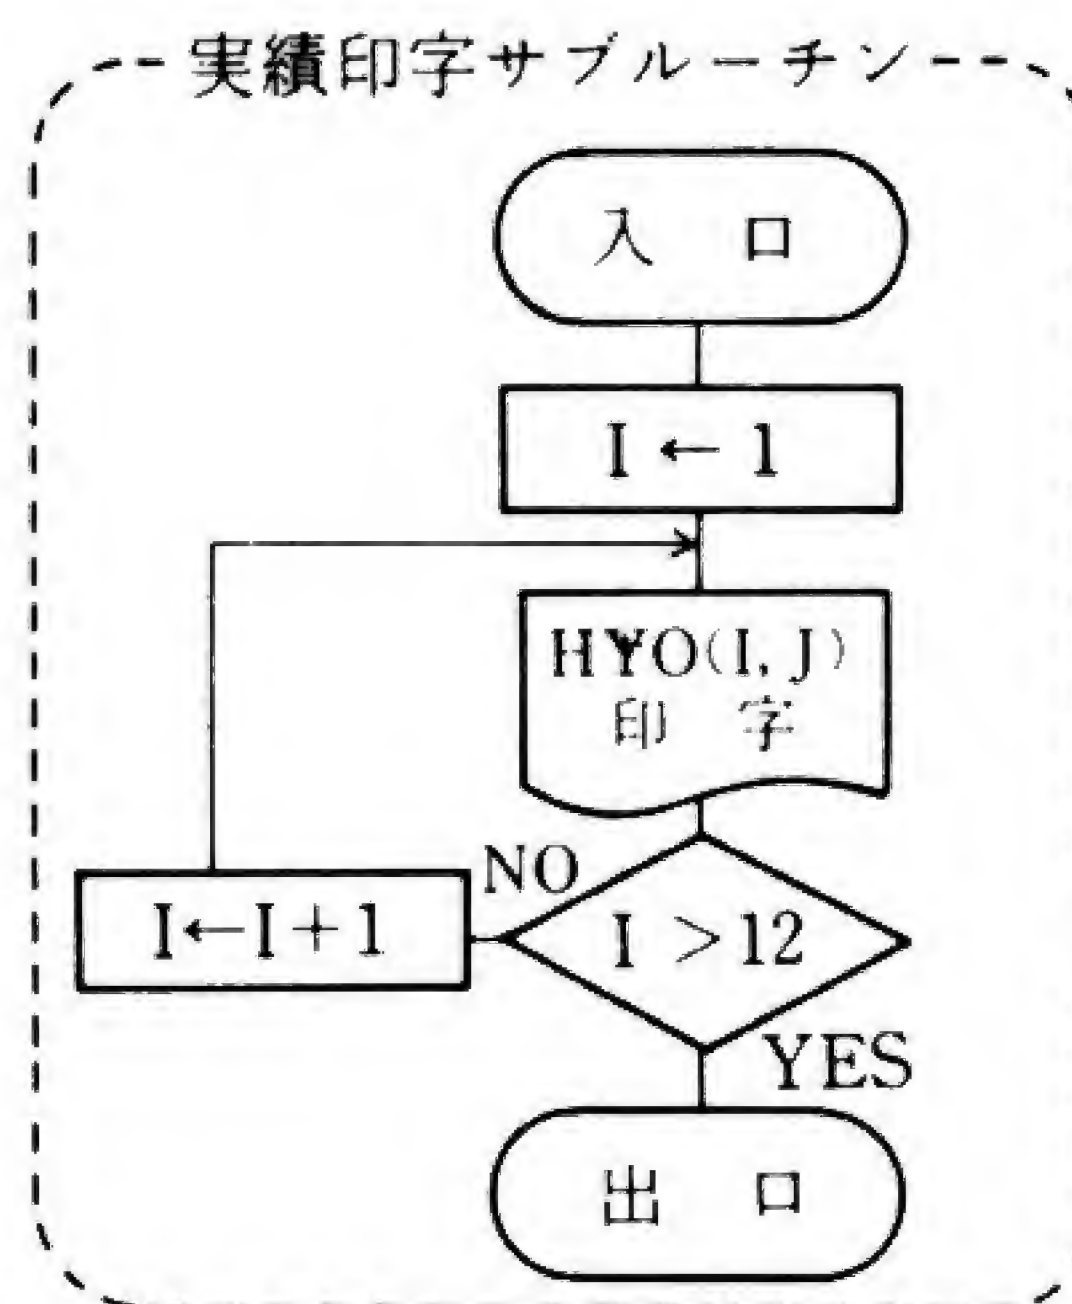 実績印字サブルーチン
入 口
I ← 1
HYO(I, J)
印 字
NO
I > 12
I←I+1
YES
出 口